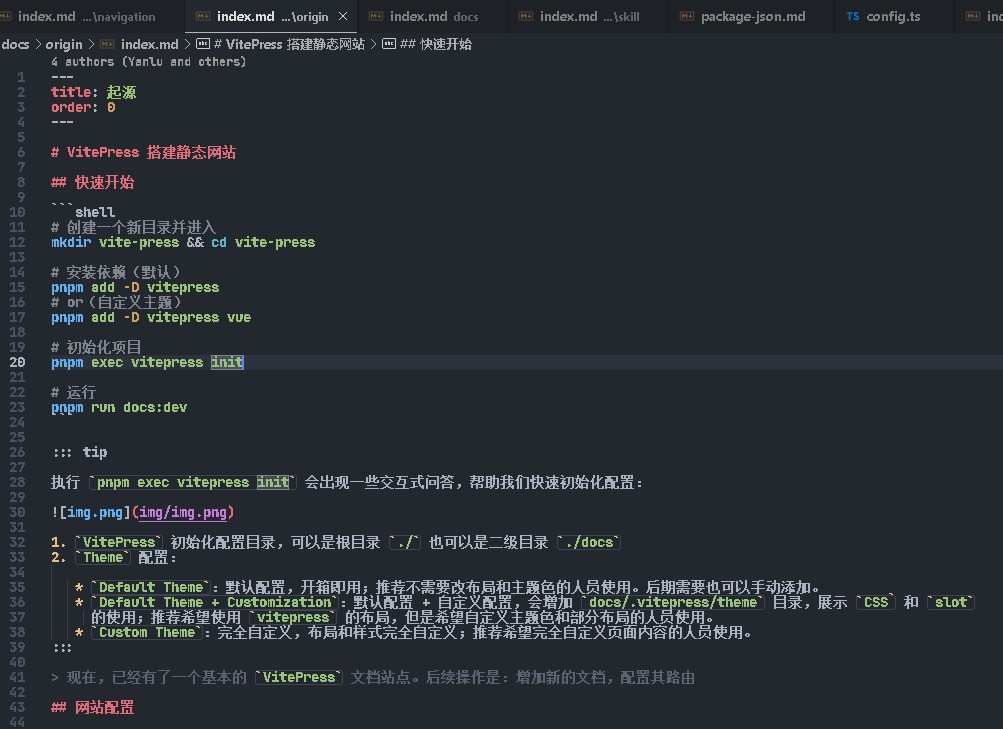 index.md ...\navigation index.md ...\origin × index.md docs index.md ...\skill package-json.md TS config.ts
docs > origin > index.md > # VitePress 搭建静态网站 > ## 快速开始
4 authors (Yanlu and others)
1 ---
2 title: 起源
3 order: 0
4 ---
5
6 # VitePress 搭建静态网站
7
8 ## 快速开始
9
10 ```shell
11 # 创建一个新目录并进入
12 mkdir vite-press && cd vite-press
13
14 # 安装依赖（默认）
15 pnpm add -D vitepress
16 # or（自定义主题）
17 pnpm add -D vitepress vue
18
19 # 初始化项目
20 pnpm exec vitepress init
21
22 # 运行
23 pnpm run docs:dev
24 ```
25
26 ::: tip
27
28 执行 `pnpm exec vitepress init` 会出现一些交互式问答，帮助我们快速初始化配置：
29
30 ![img.png](img/img.png)
31
32 1. `VitePress` 初始化配置目录，可以是根目录 `./` 也可以是二级目录 `./docs`
33 2. `Theme` 配置：
34
35 * `Default Theme`：默认配置，开箱即用；推荐不需要改布局和主题色的人员使用。后期需要也可以手动添加。
36 * `Default Theme + Customization`：默认配置 + 自定义配置，会增加 `docs/.vitepress/theme` 目录，展示 `CSS` 和 `slot`
37 的使用；推荐希望使用 `vitepress` 的布局，但是希望自定义主题色和部分布局的人员使用。
38 * `Custom Theme`：完全自定义，布局和样式完全自定义；推荐希望完全自定义页面内容的人员使用。
39 :::
40
41 > 现在，已经有了一个基本的 `VitePress` 文档站点。后续操作是：增加新的文档，配置其路由
42
43 ## 网站配置
44